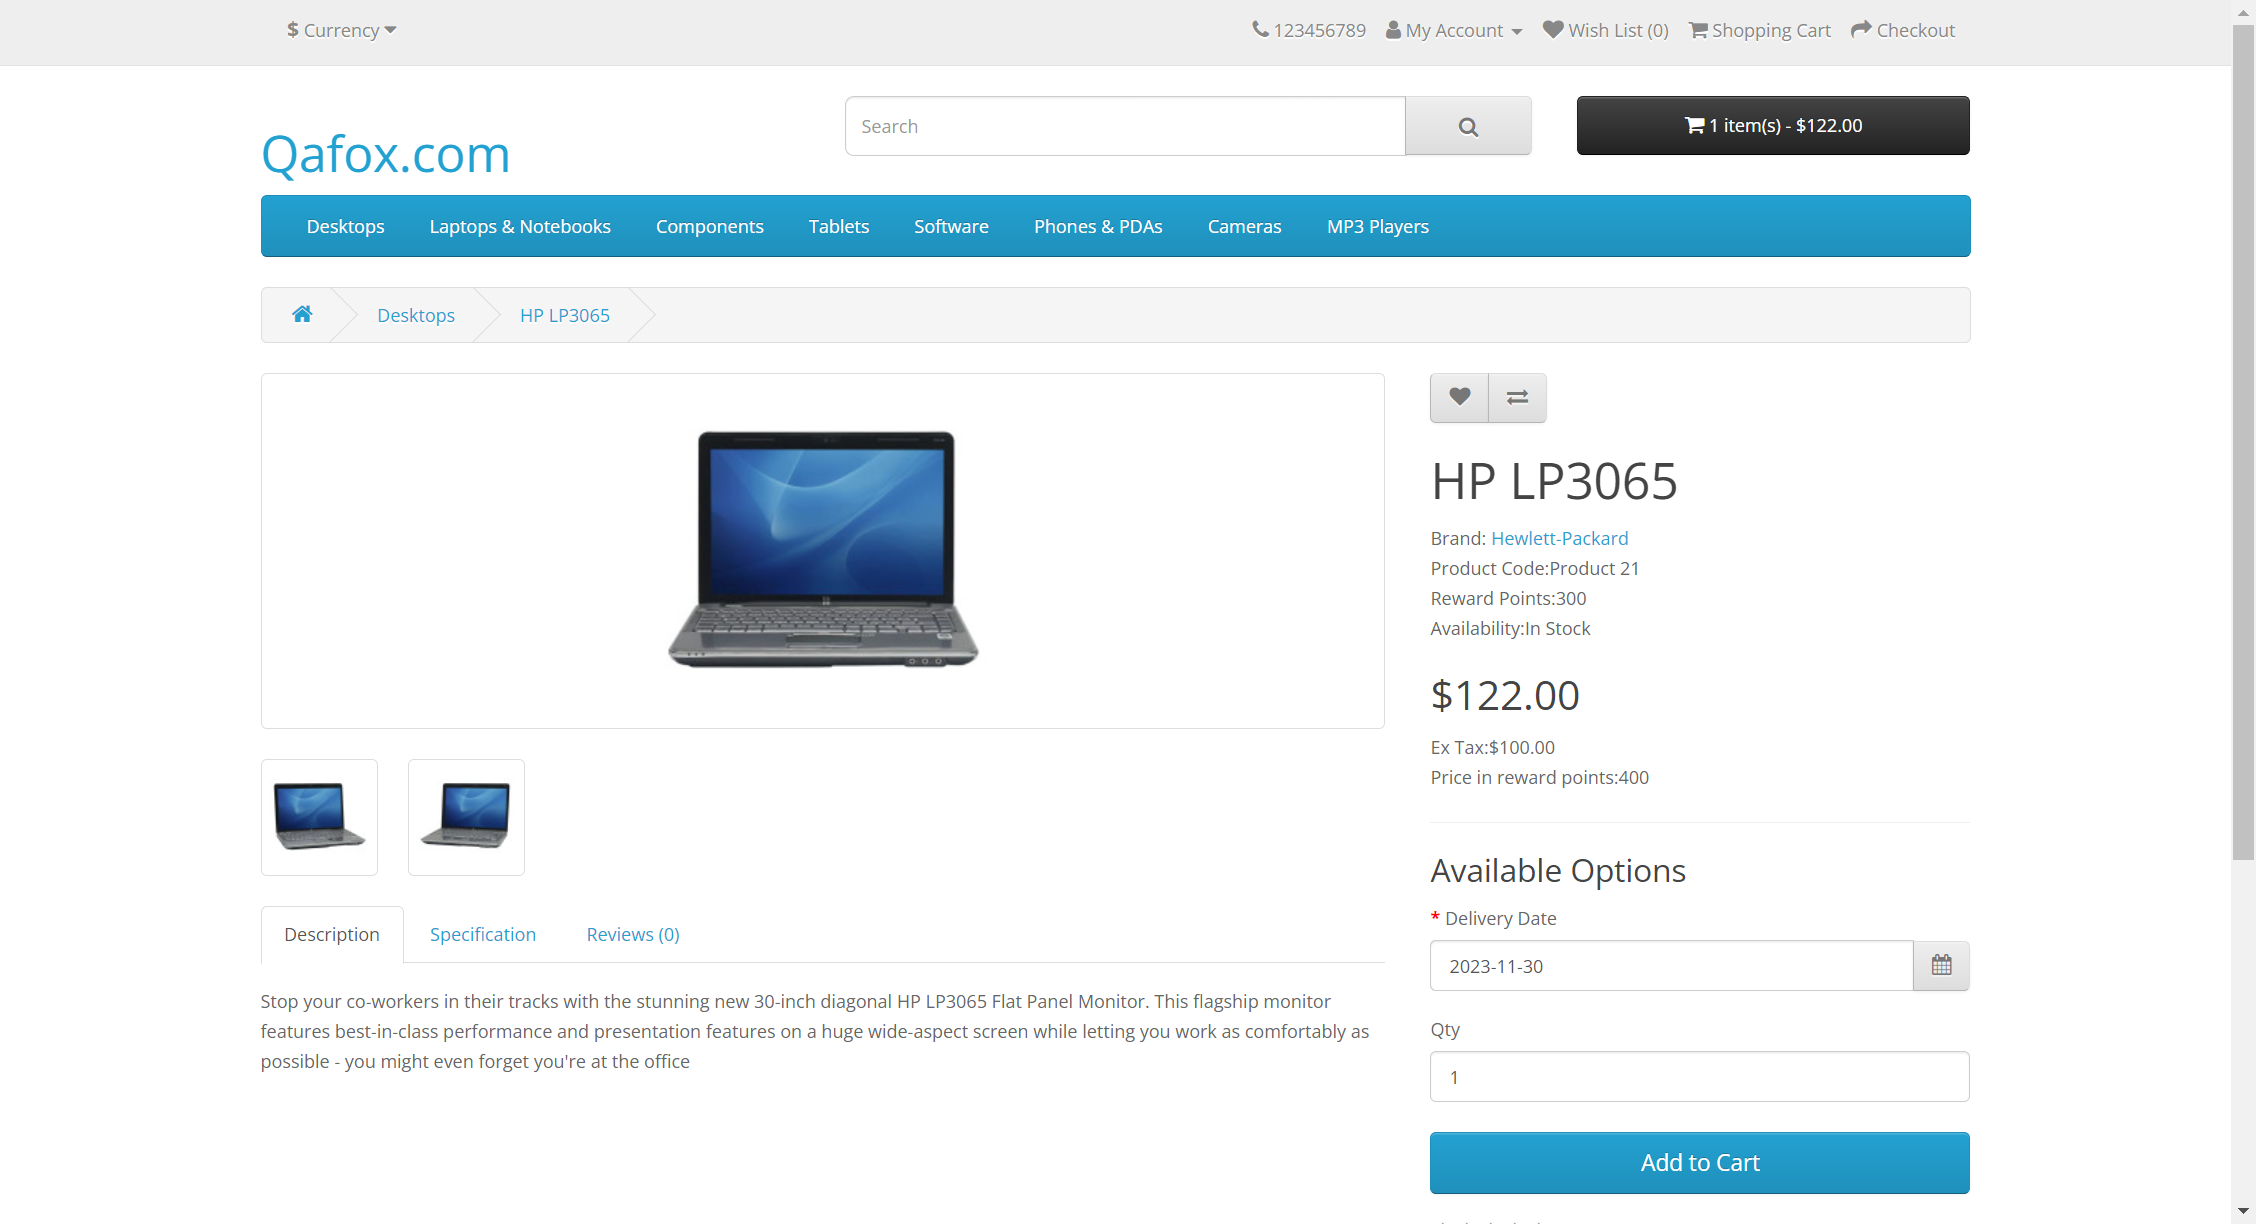 $ Currency
123456789 My Account Wish List (0) Shopping Cart Checkout
Qafox.com
Search
1 item(s) - $122.00
Desktops Laptops & Notebooks Components Tablets Software Phones & PDAs Cameras MP3 Players
Desktops HP LP3065
HP LP3065
Brand: Hewlett-Packard
Product Code:Product 21
Reward Points:300
Availability:In Stock
$122.00
Ex Tax:$100.00
Price in reward points:400
Available Options
* Delivery Date
2023-11-30
Qty
1
Add to Cart
Description Specification Reviews (0)
Stop your co-workers in their tracks with the stunning new 30-inch diagonal HP LP3065 Flat Panel Monitor. This flagship monitor
features best-in-class performance and presentation features on a huge wide-aspect screen while letting you work as comfortably as
possible - you might even forget you're at the office